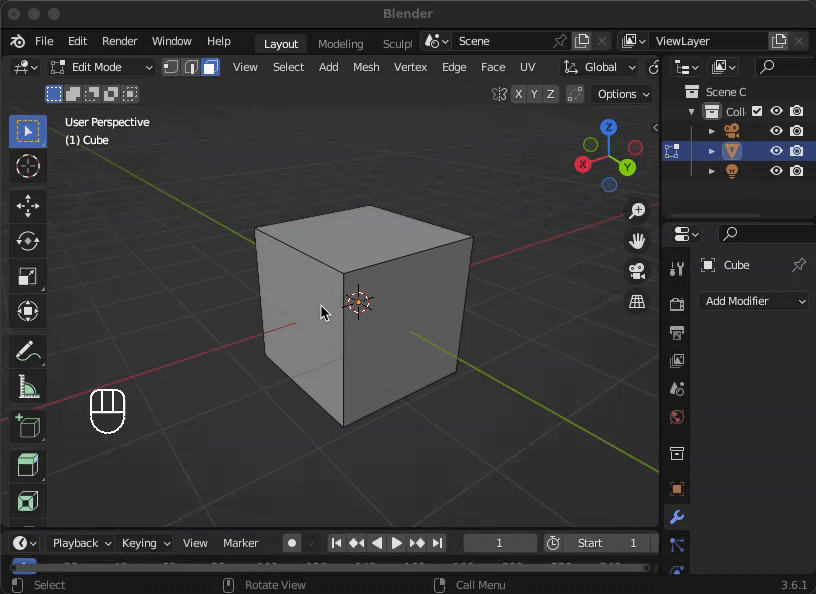 Blender
File Edit Render Window Help Layout Modeling Sculpt Scene ViewLayer
Edit Mode View Select Add Mesh Vertex Edge Face UV Global
X Y Z Options
User Perspective
(1) Cube
Z
X
Y
Scene C
Coll
Cube
Add Modifier
Playback Keying View Marker 1 Start 1
Select Rotate View Call Menu 3.6.1